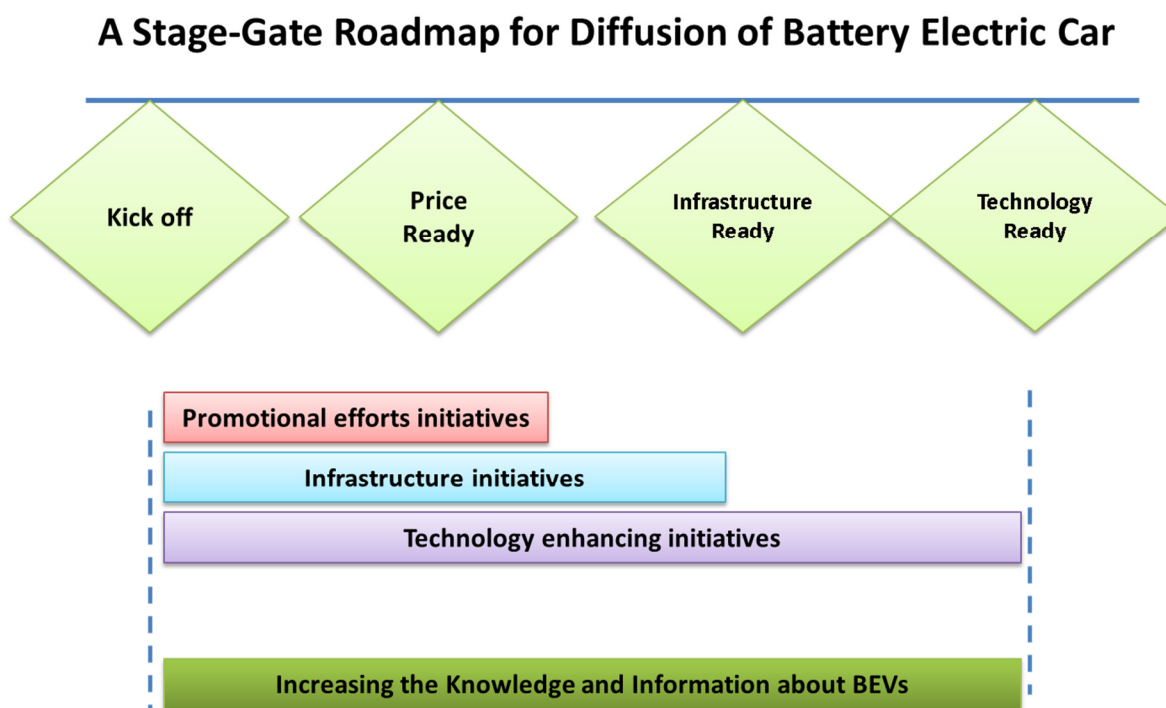 A Stage-Gate Roadmap for Diffusion of Battery Electric Car
Kick off
Price
Ready
Infrastructure
Ready
Technology
Ready
Promotional efforts initiatives
Infrastructure initiatives
Technology enhancing initiatives
Increasing the Knowledge and Information about BEVs